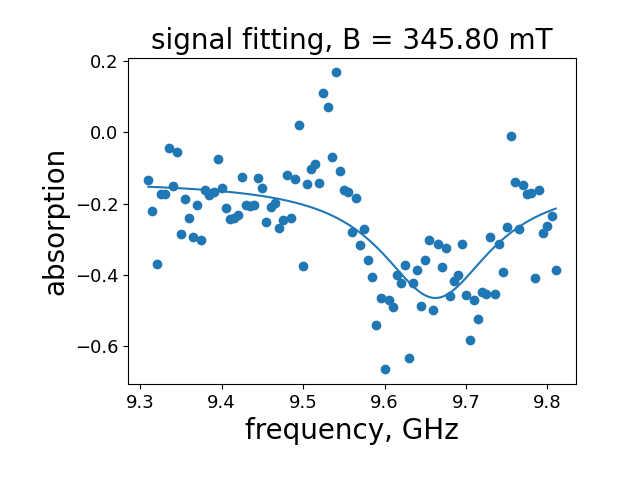 signal fitting, B = 345.80 mT
0.2
0.0
−0.2
−0.4
−0.6
absorption
9.3 9.4 9.5 9.6 9.7 9.8
frequency, GHz